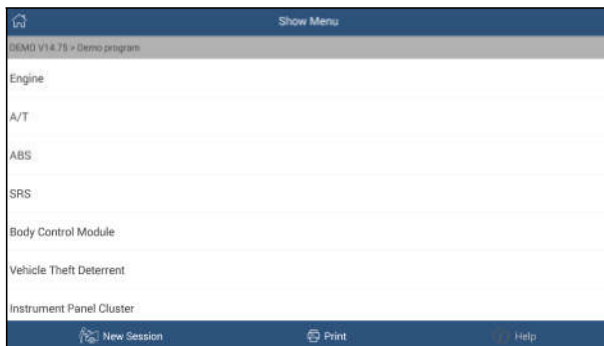 Show Menu
DEMO V14.75 > Demo program
Engine
A/T
ABS
SRS
Body Control Module
Vehicle Theft Deterrent
Instrument Panel Cluster
New Session Print Help